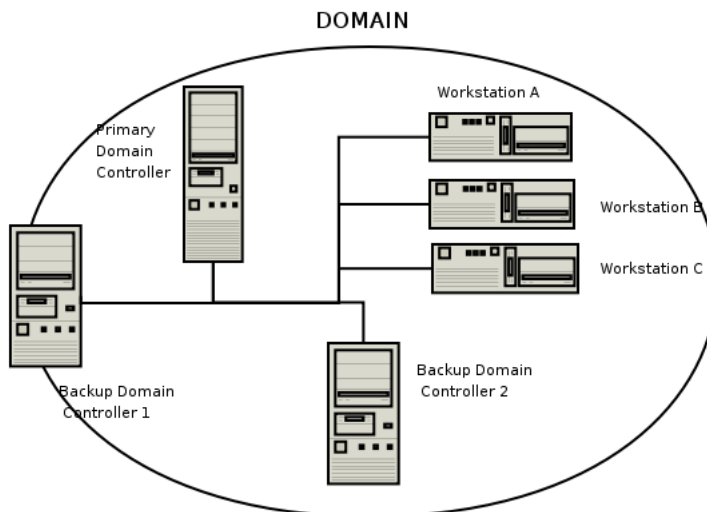 DOMAIN
Workstation A
Primary
Domain
Controller
Workstation B
Workstation C
Backup Domain
Controller 2
Backup Domain
Controller 1